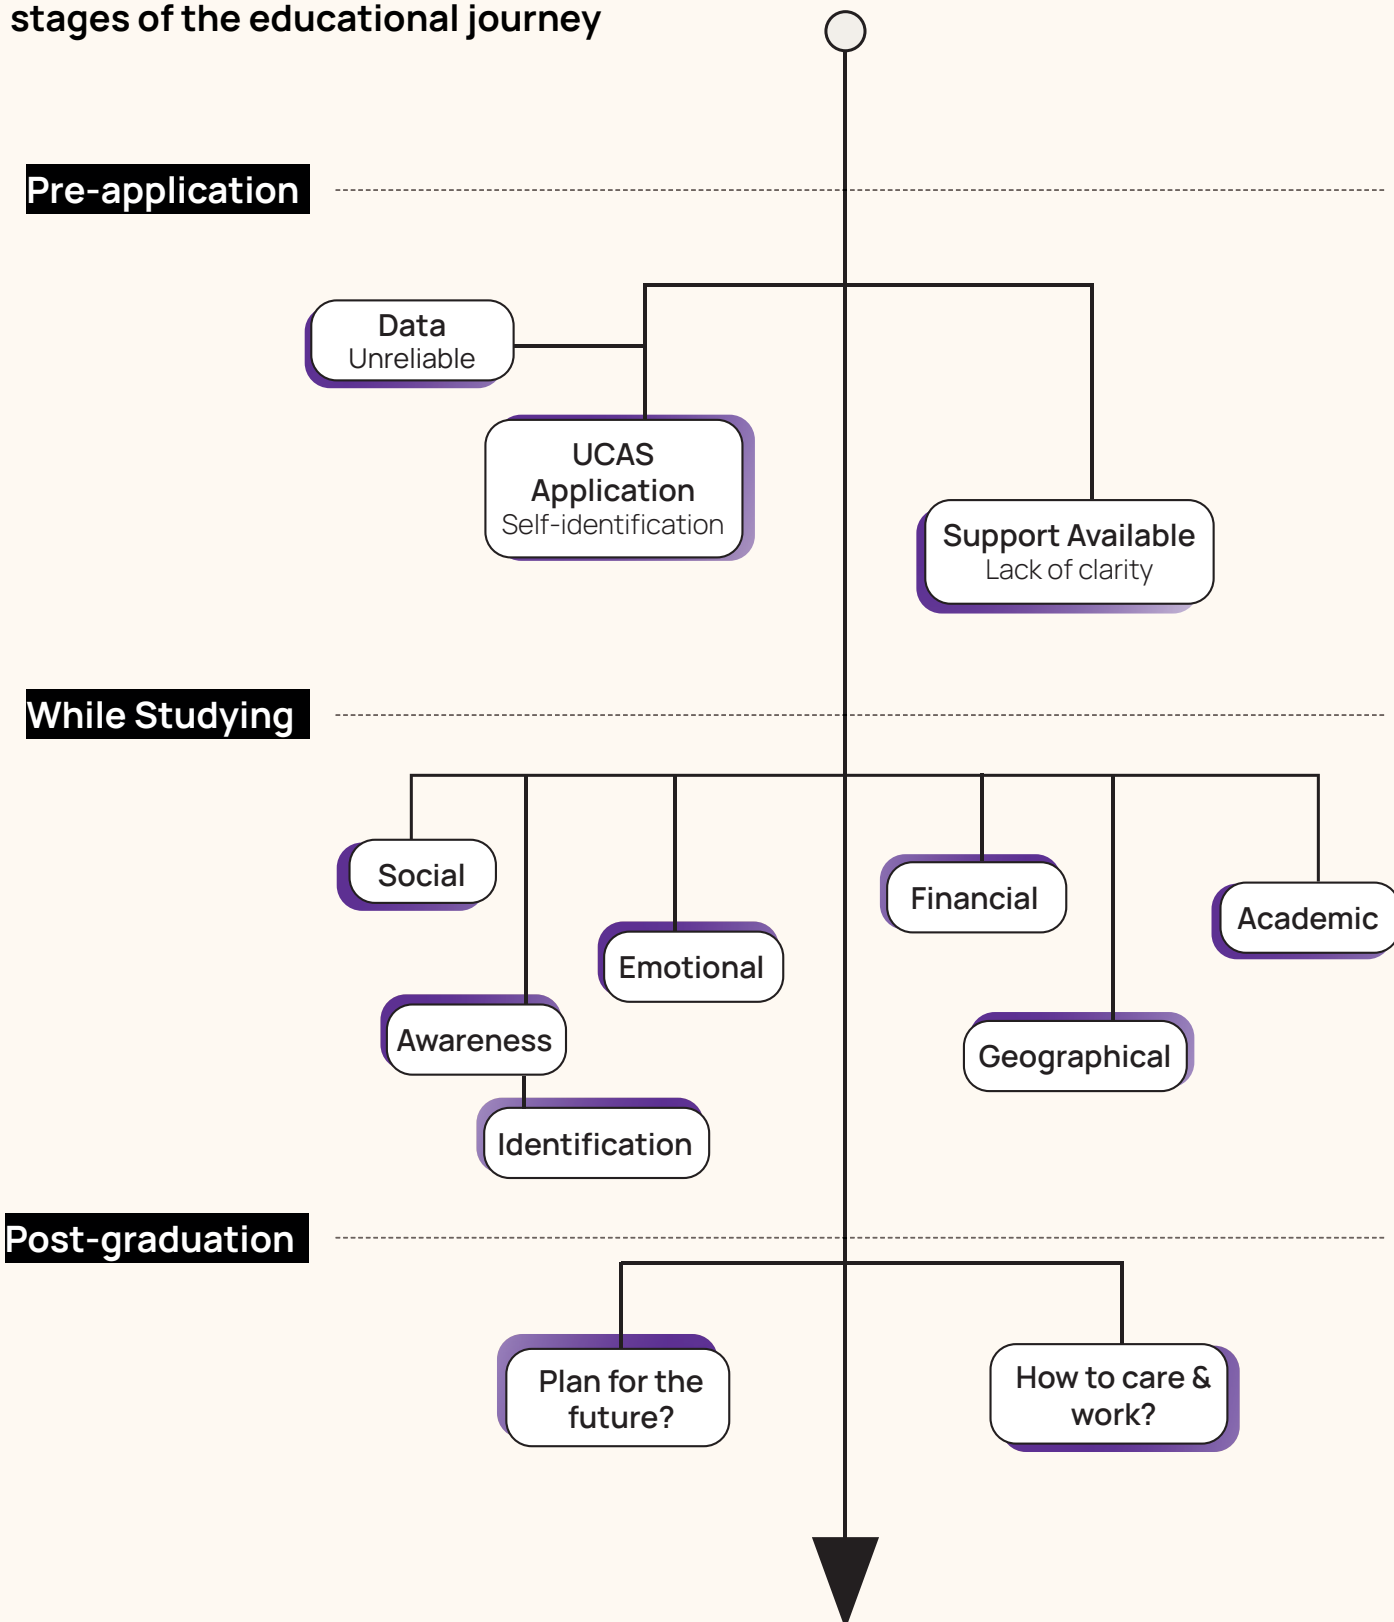 stages of the educational journey
Pre-application
Data
Unreliable
UCAS
Application
Self-identification
Support Available
Lack of clarity
While Studying
Social
Financial
Academic
Emotional
Awareness
Geographical
Identification
Post-graduation
Plan for the
future?
How to care &
work?